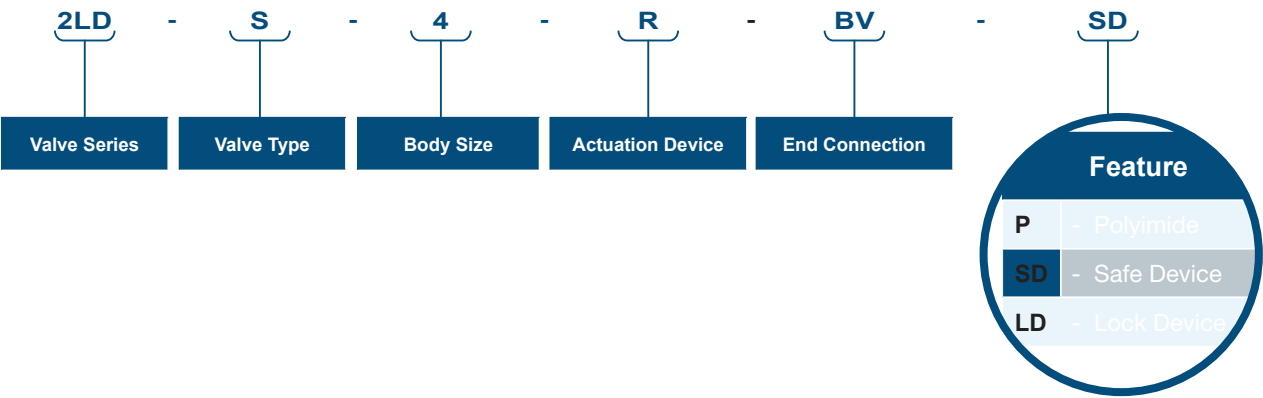 2LD - S - 4 - R - BV - SD
Valve Series Valve Type Body Size Actuation Device End Connection
Feature
P - Polyimide
SD - Safe Device
LD - Lock Device